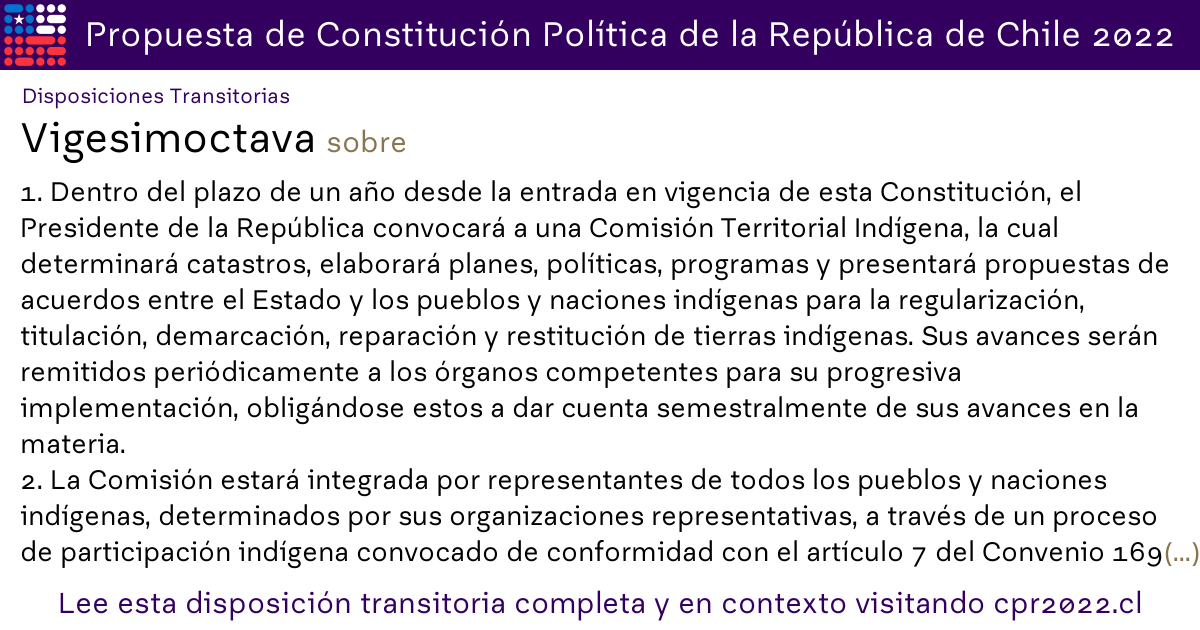 Propuesta de Constitución Política de la República de Chile 2022
Disposiciones Transitorias
Vigesimoctava sobre
1. Dentro del plazo de un año desde la entrada en vigencia de esta Constitución, el
Presidente de la República convocará a una Comisión Territorial Indígena, la cual
determinará catastros, elaborará planes, políticas, programas y presentará propuestas de
acuerdos entre el Estado y los pueblos y naciones indígenas para la regularización,
titulación, demarcación, reparación y restitución de tierras indígenas. Sus avances serán
remitidos periódicamente a los órganos competentes para su progresiva
implementación, obligándose estos a dar cuenta semestralmente de sus avances en la
materia.
2. La Comisión estará integrada por representantes de todos los pueblos y naciones
indígenas, determinados por sus organizaciones representativas, a través de un proceso
de participación indígena convocado de conformidad con el artículo 7 del Convenio 169(...)
Lee esta disposición transitoria completa y en contexto visitando cpr2022.cl